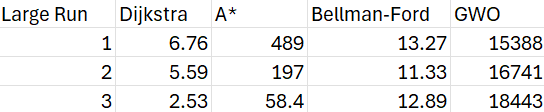 Large Run Dijkstra A* Bellman-Ford GWO
1 6.76 489 13.27 15388
2 5.59 197 11.33 16741
3 2.53 58.4 12.89 18443